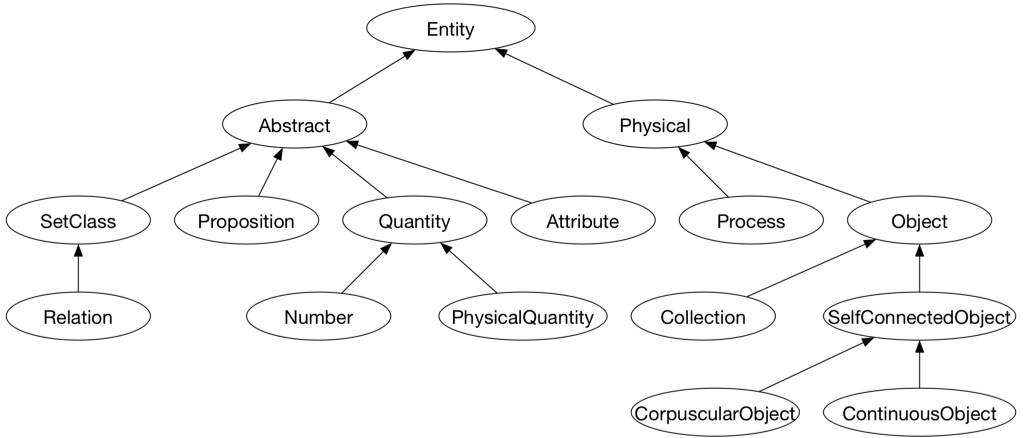 Entity
Abstract
Physical
SetClass
Proposition
Quantity
Attribute
Process
Object
Relation
Number
PhysicalQuantity
Collection
SelfConnectedObject
CorpuscularObject
ContinuousObject